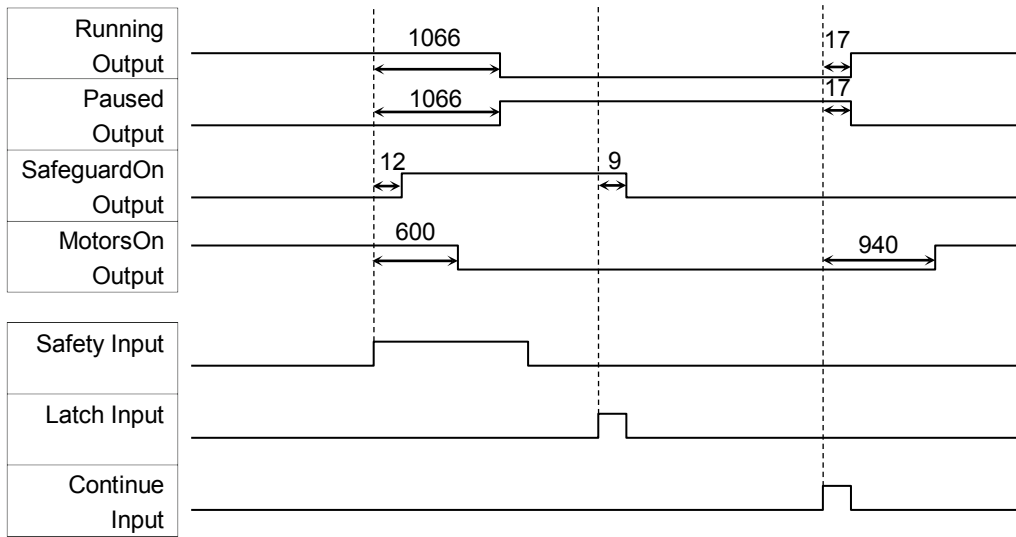 Running
Output
1066
17
Paused
Output
1066
17
SafeguardOn
Output
12
9
MotorsOn
Output
600
940
Safety Input
Latch Input
Continue
Input